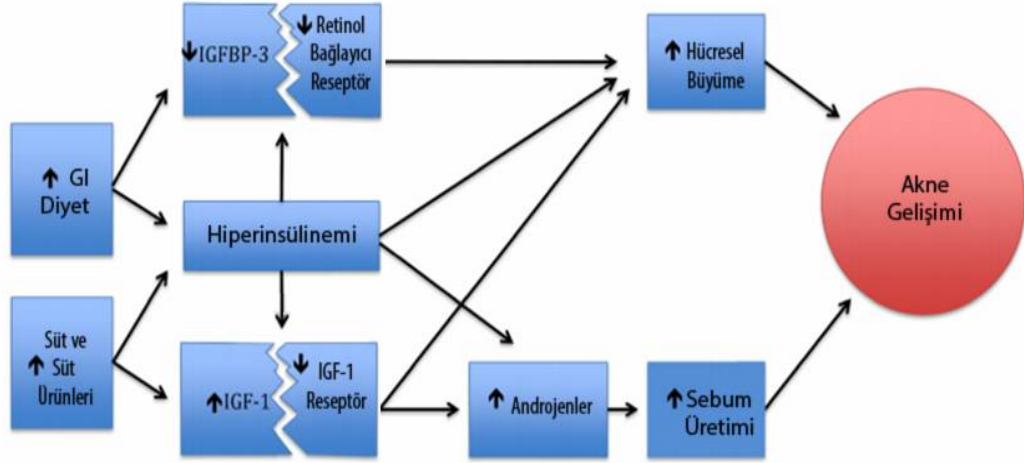 ↑ GI
Diyet
Süt ve
↑ Süt
Ürünleri
↓IGFBP-3
↓ Retinol
Bağlayıcı
Reseptör
Hiperinsülinemi
↑IGF-1
↓ IGF-1
Reseptör
↑ Androjenler
↑ Hücresel
Büyüme
↑ Sebum
Üretimi
Akne
Gelişimi